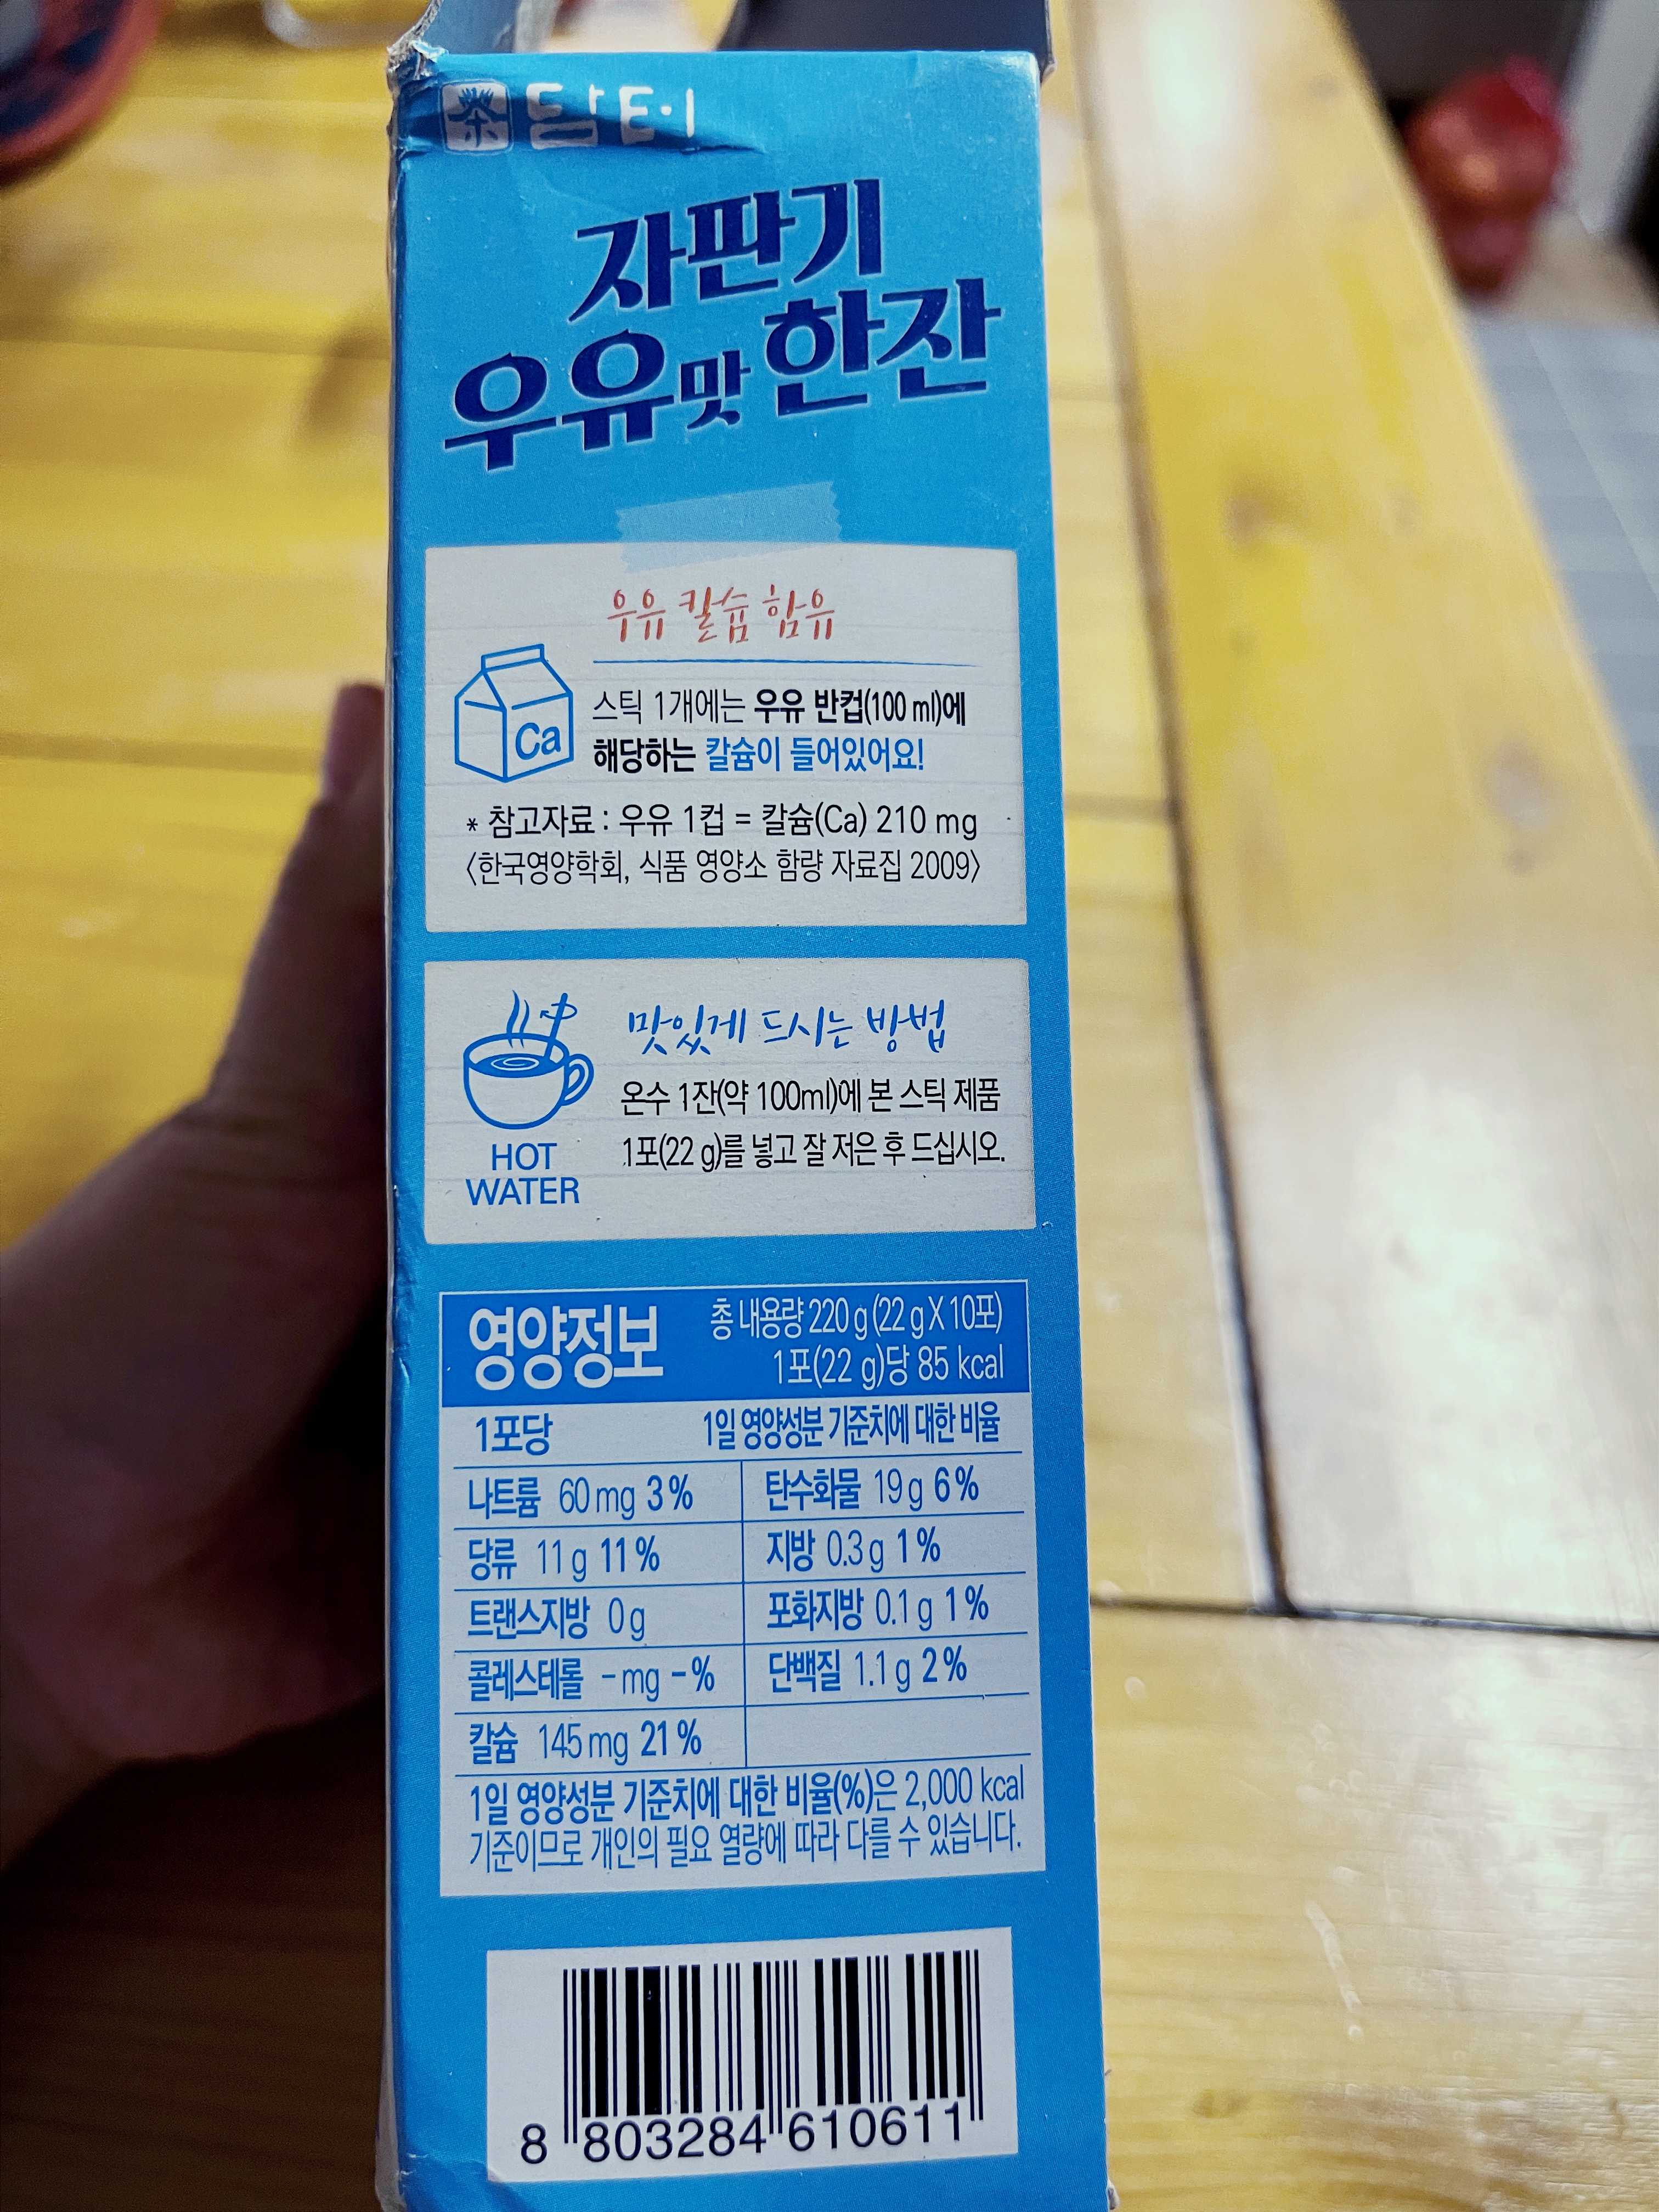 담터
자판기
우유맛 한잔
우유 칼슘 함유
Ca
스틱 1개에는 우유 반컵(100 ml)에
해당하는 칼슘이 들어있어요!
* 참고자료 : 우유 1컵 = 칼슘(Ca) 210 mg
〈한국영양학회, 식품 영양소 함량 자료집 2009〉
맛있게 드시는 방법
온수 1잔(약 100ml)에 본 스틱 제품
1포(22 g)를 넣고 잘 저은 후 드십시오.
HOT
WATER
영양정보
총 내용량 220 g (22 g X 10포)
1포(22 g)당 85 kcal
1포당 1일 영양성분 기준치에 대한 비율
나트륨 60 mg 3 % 탄수화물 19 g 6 %
당류 11 g 11 % 지방 0.3 g 1 %
트랜스지방 0 g 포화지방 0.1 g 1 %
콜레스테롤 - mg - % 단백질 1.1 g 2 %
칼슘 145 mg 21 %
1일 영양성분 기준치에 대한 비율(%)은 2,000 kcal
기준이므로 개인의 필요 열량에 따라 다를 수 있습니다.
8 803284 610611